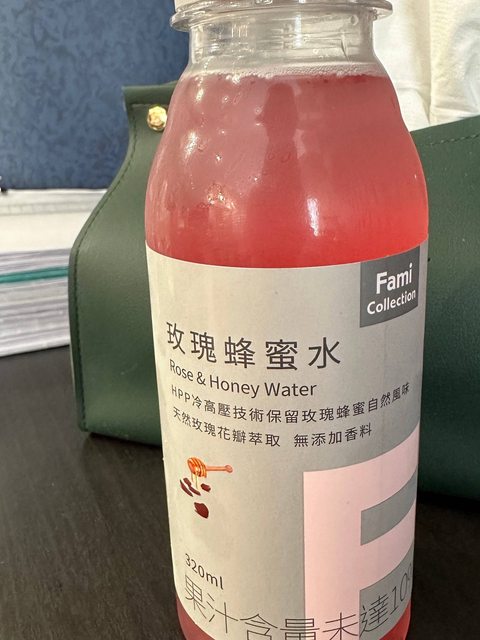 Fami
Collection
玫瑰蜂蜜水
Rose & Honey Water
HPP冷高壓技術保留玫瑰蜂蜜自然風味
天然玫瑰花瓣萃取 無添加香料
320ml
果汁含量未達10%